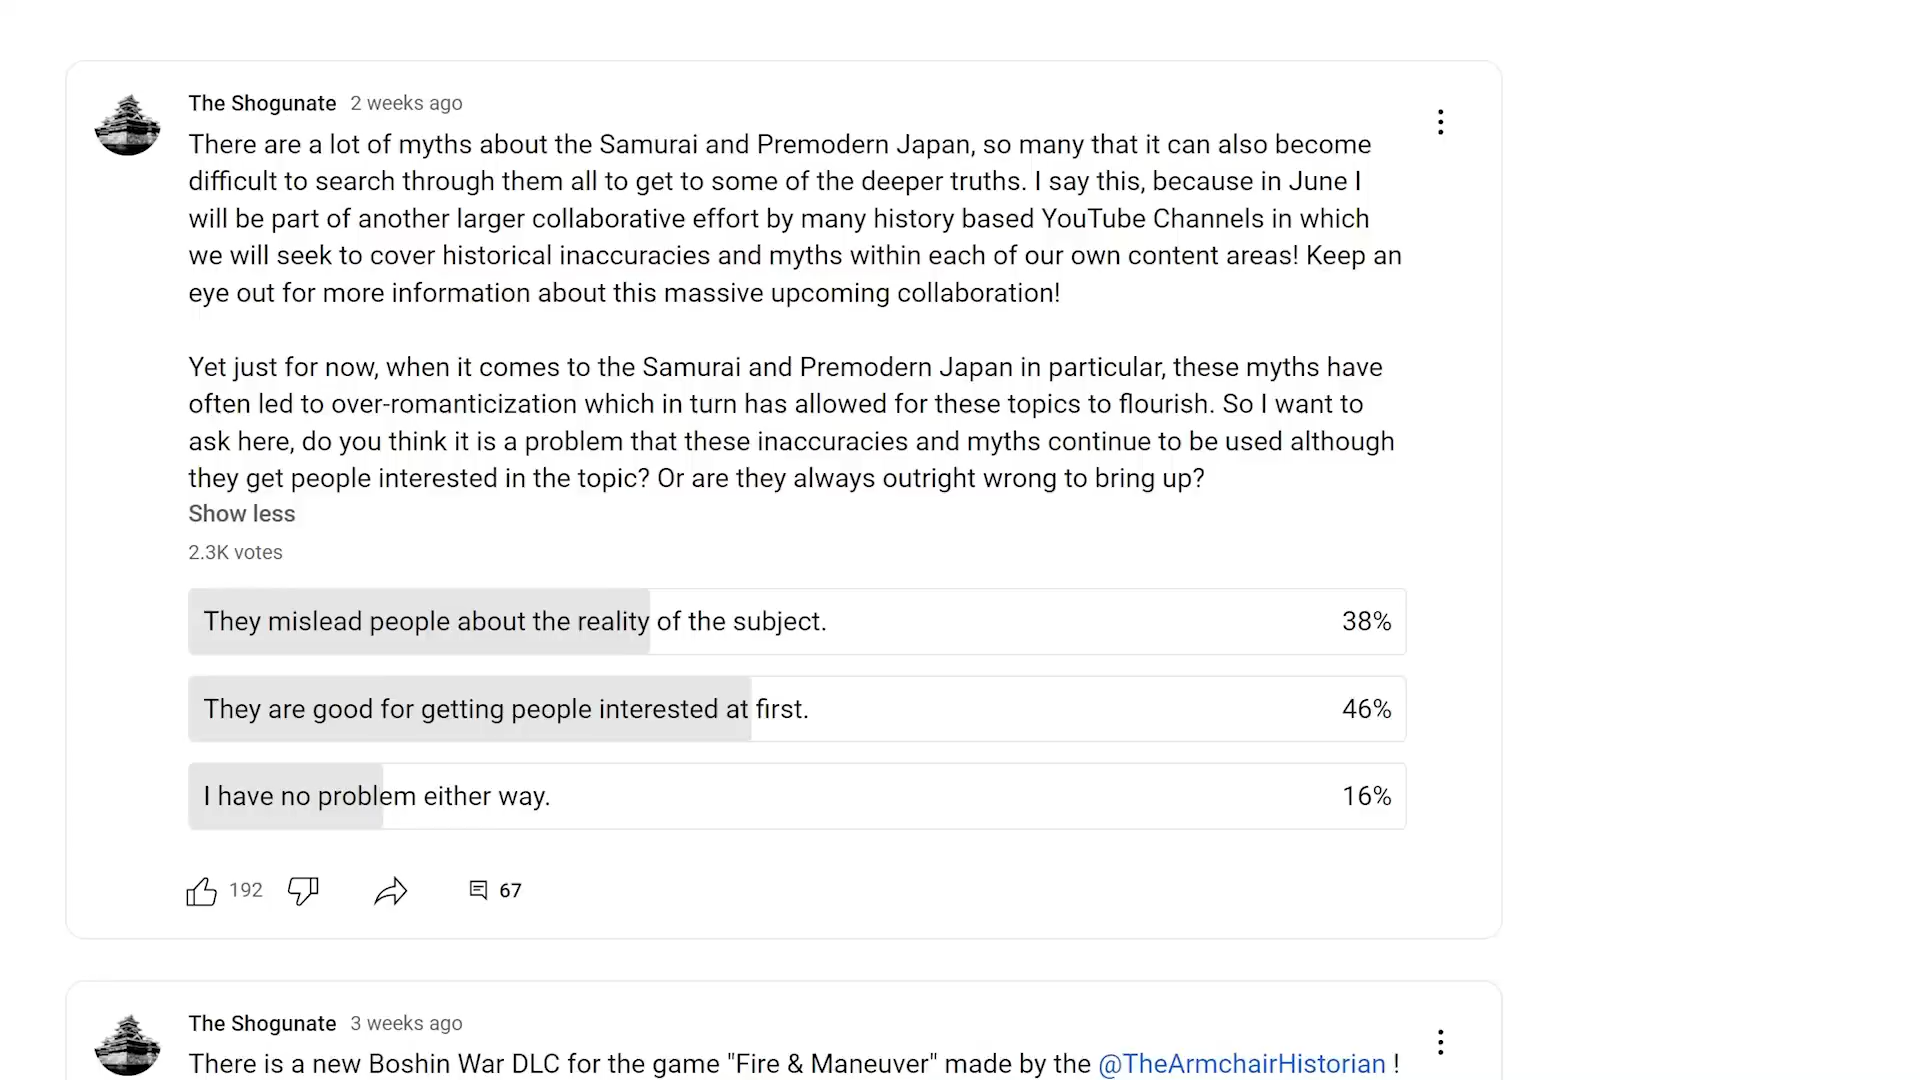 The Shogunate 2 weeks ago
There are a lot of myths about the Samurai and Premodern Japan, so many that it can also become
difficult to search through them all to get to some of the deeper truths. I say this, because in June I
will be part of another larger collaborative effort by many history based YouTube Channels in which
we will seek to cover historical inaccuracies and myths within each of our own content areas! Keep an
eye out for more information about this massive upcoming collaboration!
Yet just for now, when it comes to the Samurai and Premodern Japan in particular, these myths have
often led to over-romanticization which in turn has allowed for these topics to flourish. So I want to
ask here, do you think it is a problem that these inaccuracies and myths continue to be used although
they get people interested in the topic? Or are they always outright wrong to bring up?
Show less
2.3K votes
They mislead people about the reality of the subject. 38%
They are good for getting people interested at first. 46%
I have no problem either way. 16%
192 67
The Shogunate 3 weeks ago
There is a new Boshin War DLC for the game "Fire & Maneuver" made by the @TheArmchairHistorian !